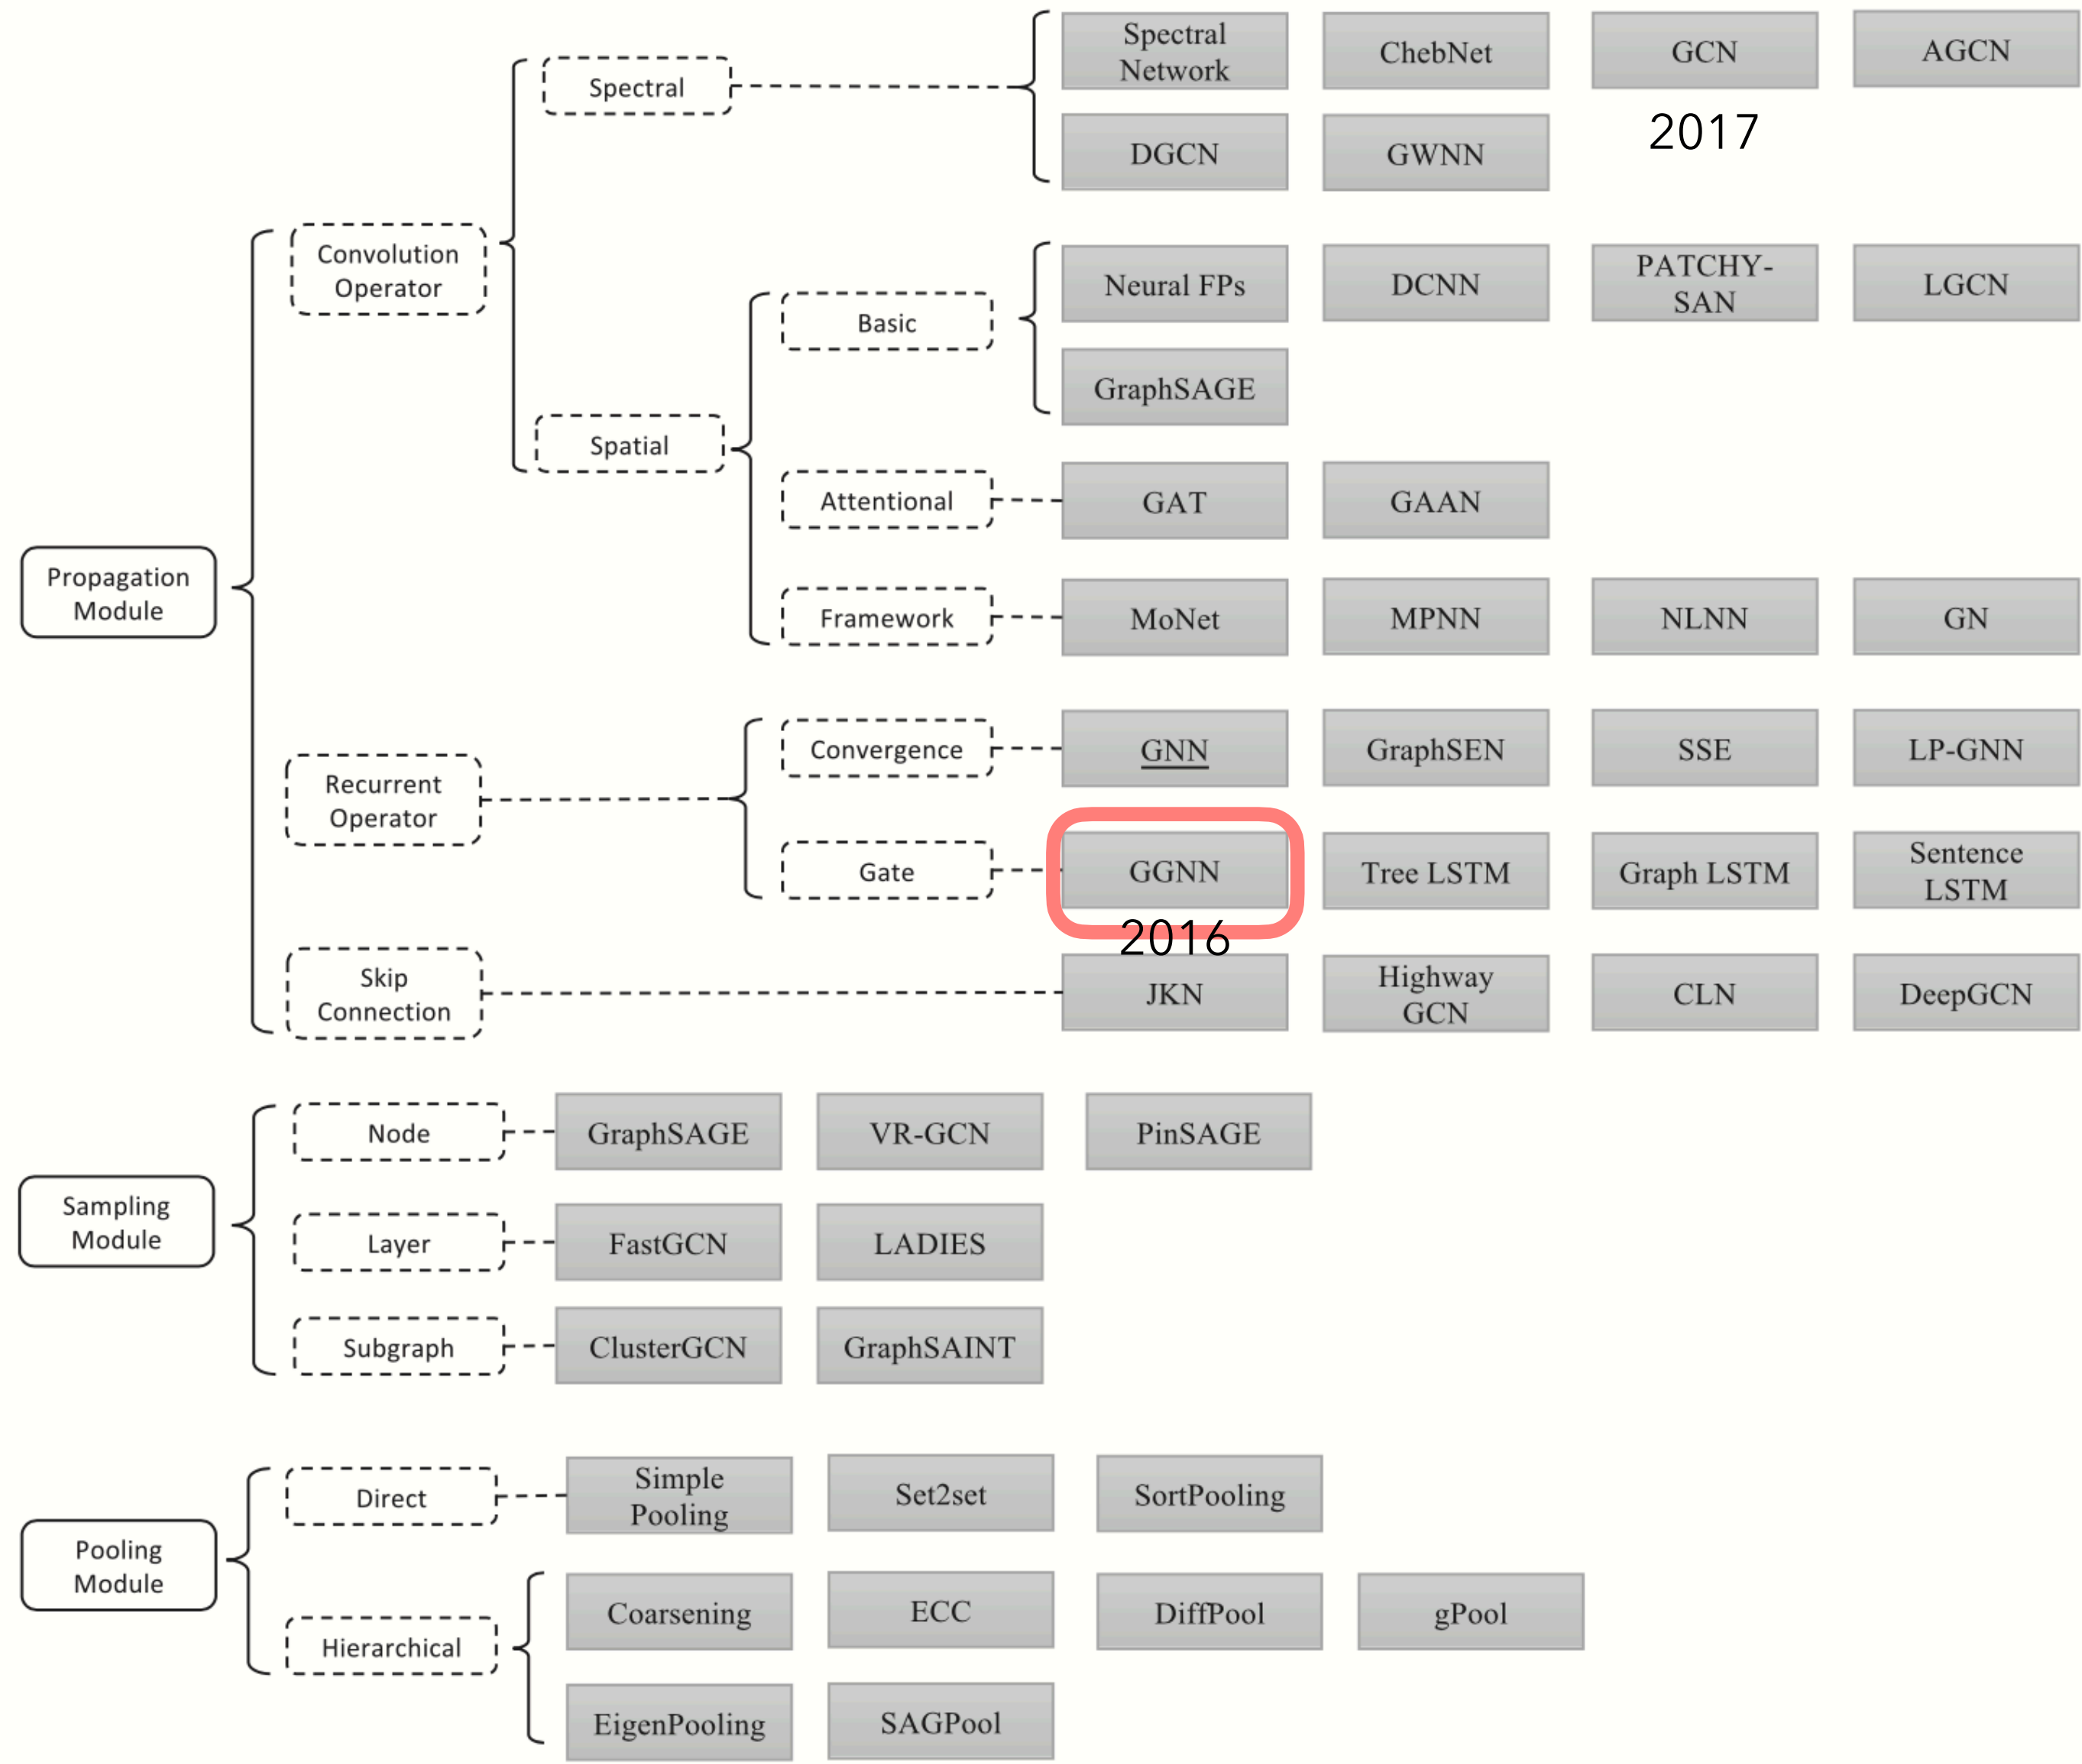 Spectral
Spectral
Network
ChebNet
GCN
AGCN
DGCN
GWNN
2017
Convolution
Operator
Basic
Neural FPs
DCNN
PATCHY-
SAN
LGCN
GraphSAGE
Spatial
Attentional
GAT
GAAN
Propagation
Module
Framework
MoNet
MPNN
NLNN
GN
Recurrent
Operator
Convergence
GNN
GraphSEN
SSE
LP-GNN
Gate
GGNN
Tree LSTM
Graph LSTM
Sentence
LSTM
2016
Skip
Connection
JKN
Highway
GCN
CLN
DeepGCN
Sampling
Module
Node
GraphSAGE
VR-GCN
PinSAGE
Layer
FastGCN
LADIES
Subgraph
ClusterGCN
GraphSAINT
Pooling
Module
Direct
Simple
Pooling
Set2set
SortPooling
Hierarchical
Coarsening
ECC
DiffPool
gPool
EigenPooling
SAGPool